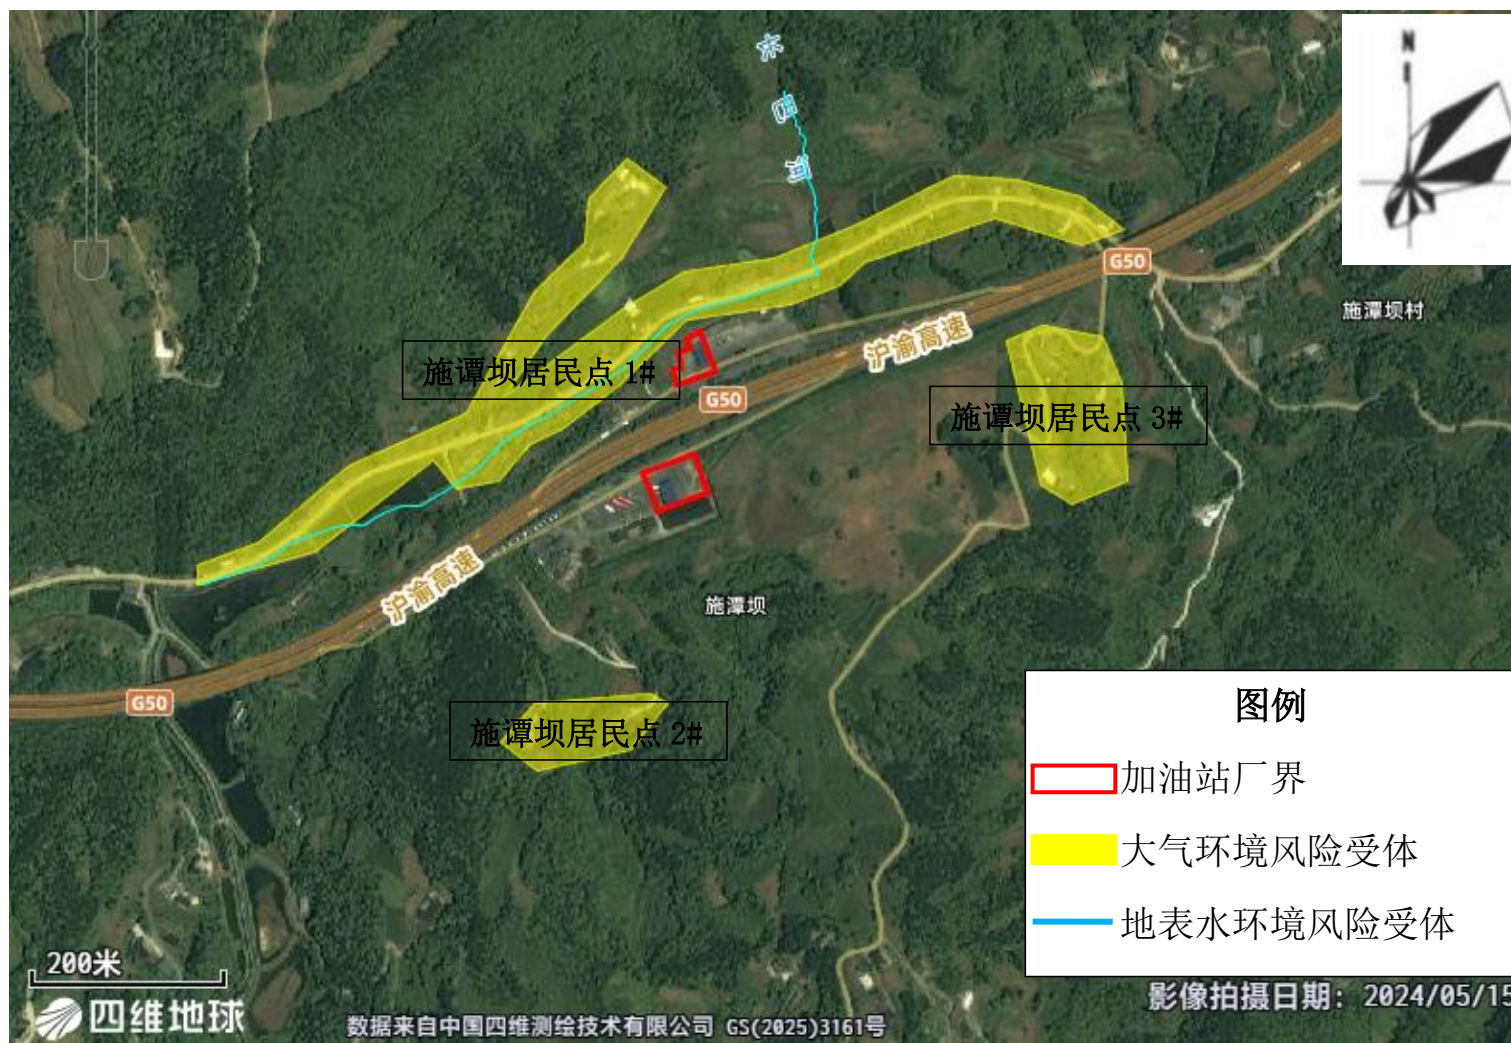 N
木
包
河
G50
施潭坝村
沪渝高速
施谭坝居民点 1#
G50
施谭坝居民点 3#
沪渝高速
施潭坝
G50
施谭坝居民点 2#
图例
加油站厂界
大气环境风险受体
地表水环境风险受体
200米
四维地球
数据来自中国四维测绘技术有限公司 GS(2025)3161号
影像拍摄日期: 2024/05/15